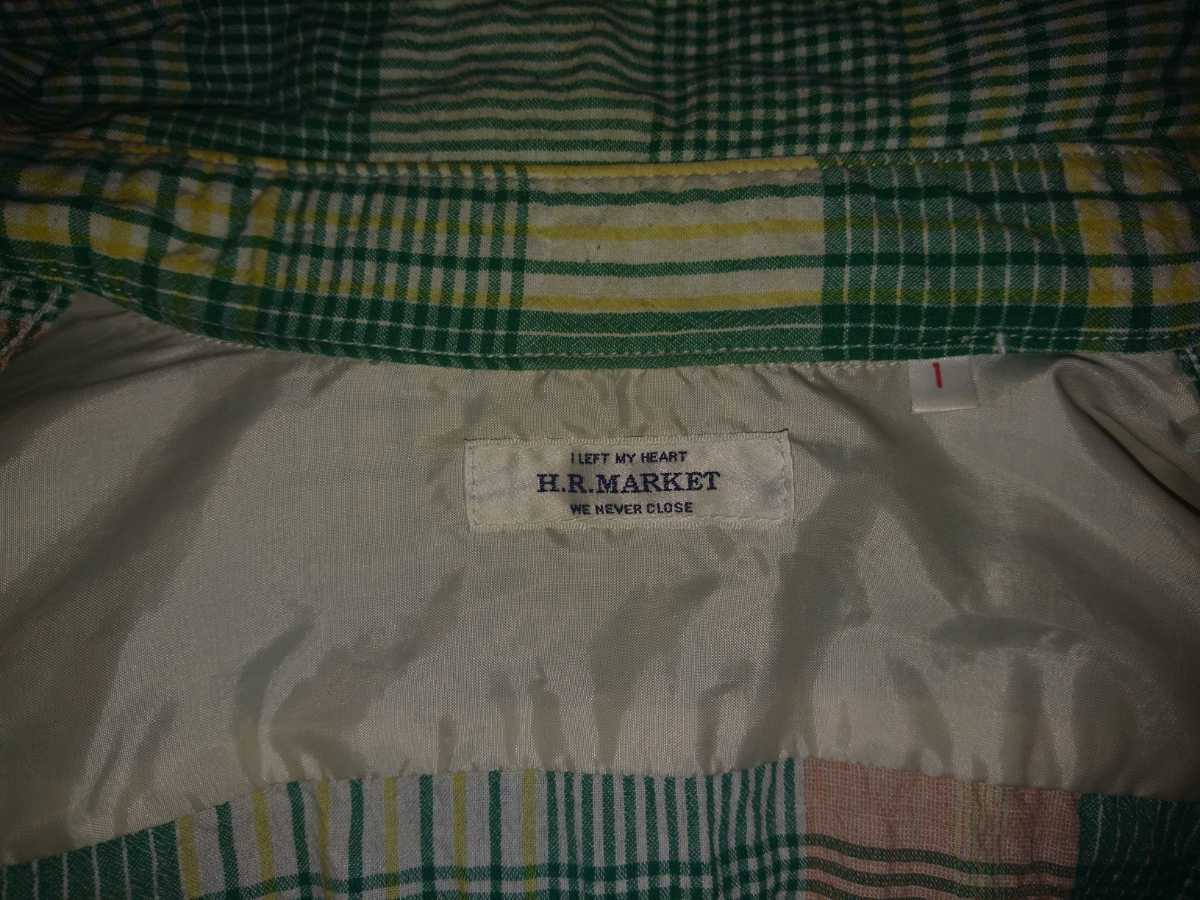 1
I LEFT MY HEART
H.R.MARKET
WE NEVER CLOSE